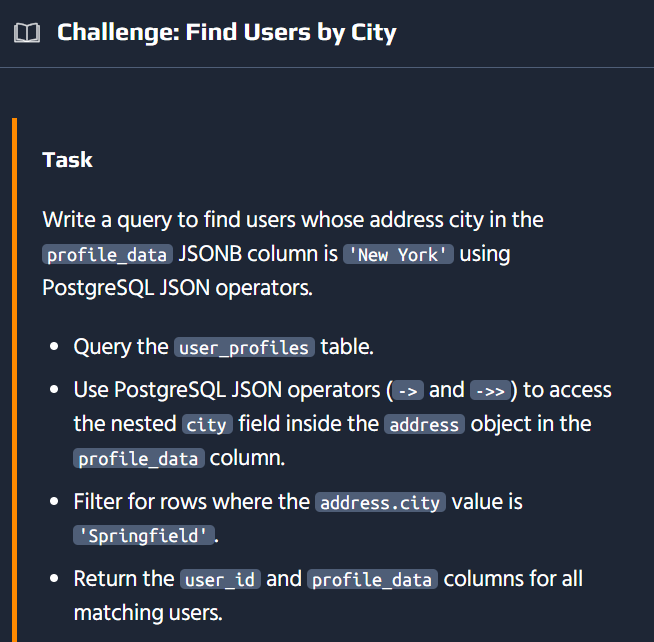 Challenge: Find Users by City
Task
Write a query to find users whose address city in the
profile_data JSONB column is 'New York' using
PostgreSQL JSON operators.
Query the user_profiles table.
Use PostgreSQL JSON operators (-> and ->>) to access
the nested city field inside the address object in the
profile_data column.
Filter for rows where the address.city value is
'Springfield'.
Return the user_id and profile_data columns for all
matching users.